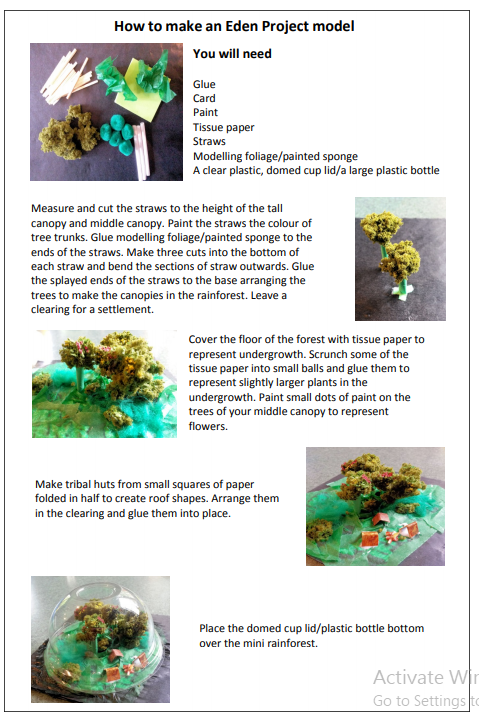 How to make an Eden Project model
You will need
Glue
Card
Paint
Tissue paper
Straws
Modelling foliage/painted sponge
A clear plastic, domed cup lid/a large plastic bottle
Measure and cut the straws to the height of the tall
canopy and middle canopy. Paint the straws the colour of
tree trunks. Glue modelling foliage/painted sponge to the
ends of the straws. Make three cuts into the bottom of
each straw and bend the sections of straw outwards. Glue
the splayed ends of the straws to the base arranging the
trees to make the canopies in the rainforest. Leave a
clearing for a settlement.
Cover the floor of the forest with tissue paper to
represent undergrowth. Scrunch some of the
tissue paper into small balls and glue them to
represent slightly larger plants in the
undergrowth. Paint small dots of paint on the
trees of your middle canopy to represent
flowers.
Make tribal huts from small squares of paper
folded in half to create roof shapes. Arrange them
in the clearing and glue them into place.
Place the domed cup lid/plastic bottle bottom
over the mini rainforest.
Activate Wi
Go to Settings t